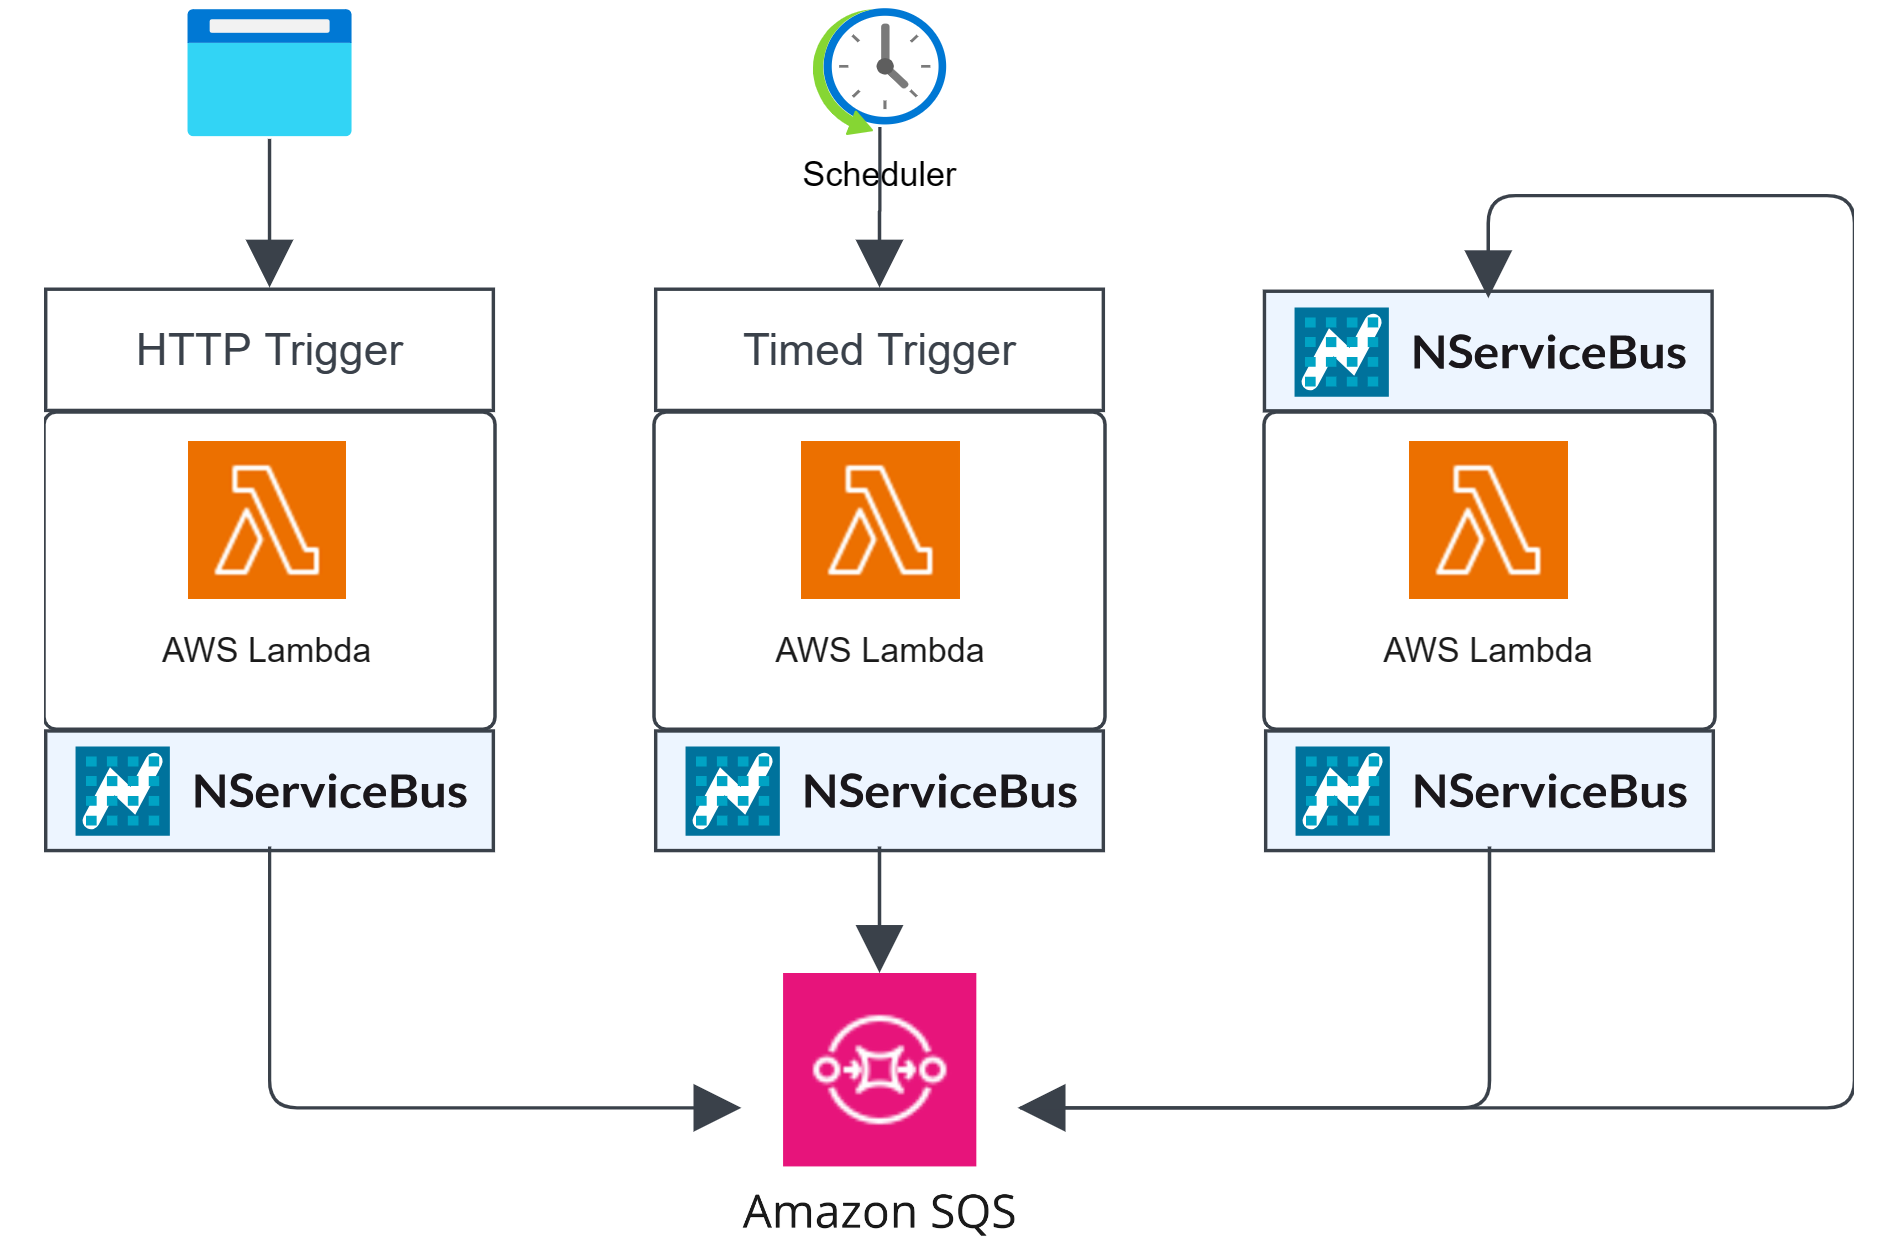 Scheduler
HTTP Trigger
Timed Trigger
NServiceBus
AWS Lambda
AWS Lambda
AWS Lambda
NServiceBus
NServiceBus
NServiceBus
Amazon SQS